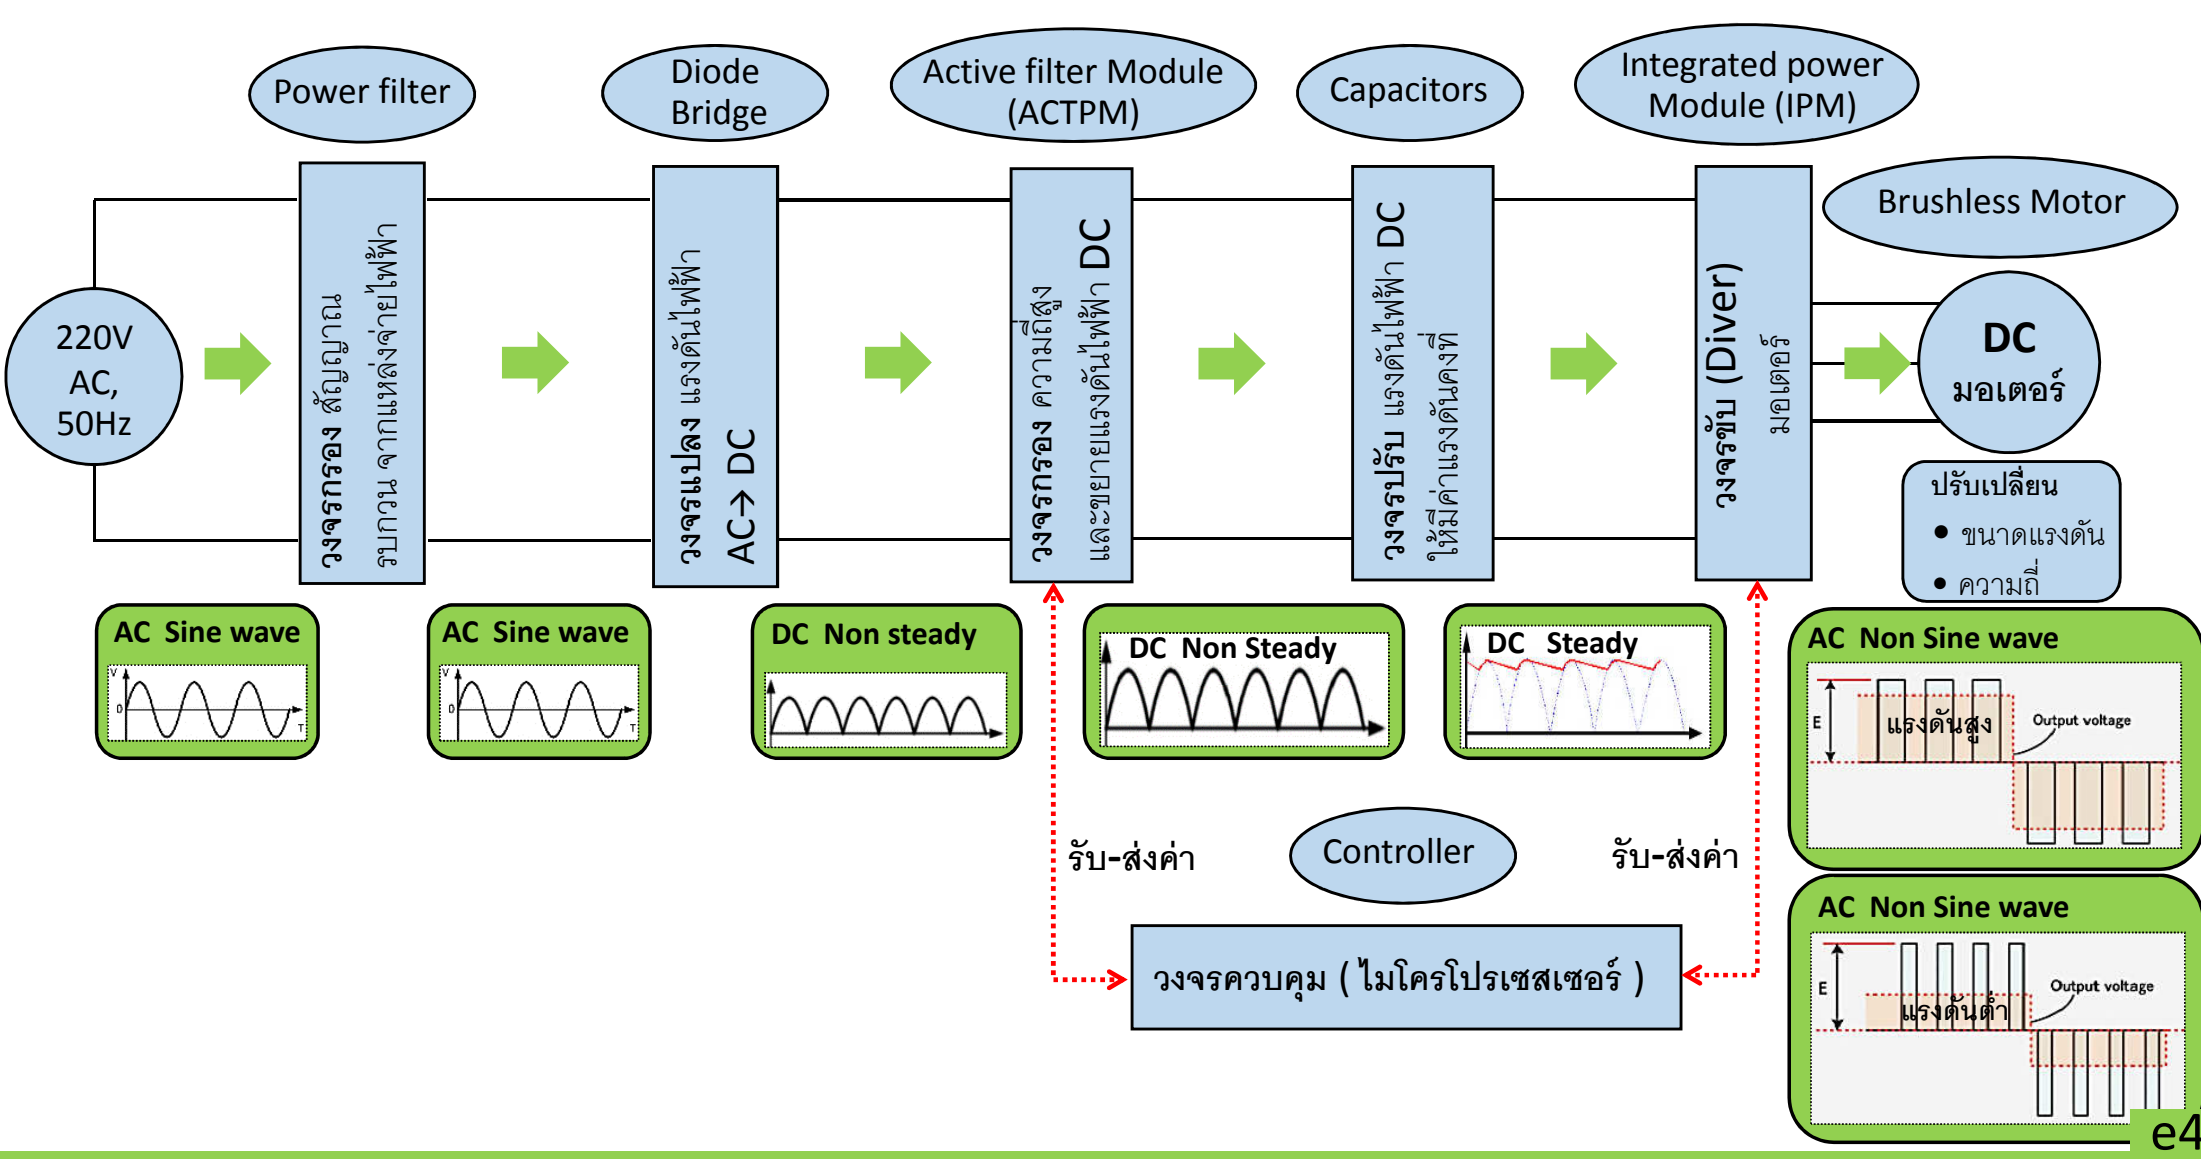 Power filter
Diode
Bridge
Active filter Module
(ACTPM)
Capacitors
Integrated power
Module (IPM)
Brushless Motor
220V
AC,
50Hz
วงจรกรอง สัญญาณ
รบกวน จากแหล่งจ่ายไฟฟ้า
วงจรแปลง แรงดันไฟฟ้า
AC→ DC
วงจรกรอง ความถี่สูง
และขยายแรงดันไฟฟ้า DC
วงจรปรับ แรงดันไฟฟ้า DC
ให้มีค่าแรงดันคงที่
วงจรขับ (Diver)
มอเตอร์
DC
มอเตอร์
ปรับเปลี่ยน
• ขนาดแรงดัน
• ความถี่
AC Sine wave
V
0
T
AC Sine wave
V
0
T
DC Non steady
DC Non Steady
DC Steady
AC Non Sine wave
E
แรงดันสูง
Output voltage
รับ-ส่งค่า
Controller
รับ-ส่งค่า
วงจรควบคุม ( ไมโครโปรเซสเซอร์ )
AC Non Sine wave
E
แรงดันต่ำ
Output voltage
e4